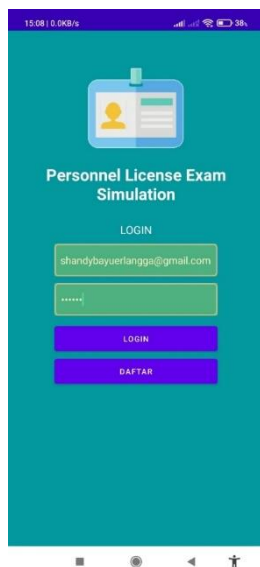 15:08 | 0.0KB/s 38%
Personnel License Exam
Simulation
LOGIN
shandybayuerlangga@gmail.com
······
LOGIN
DAFTAR